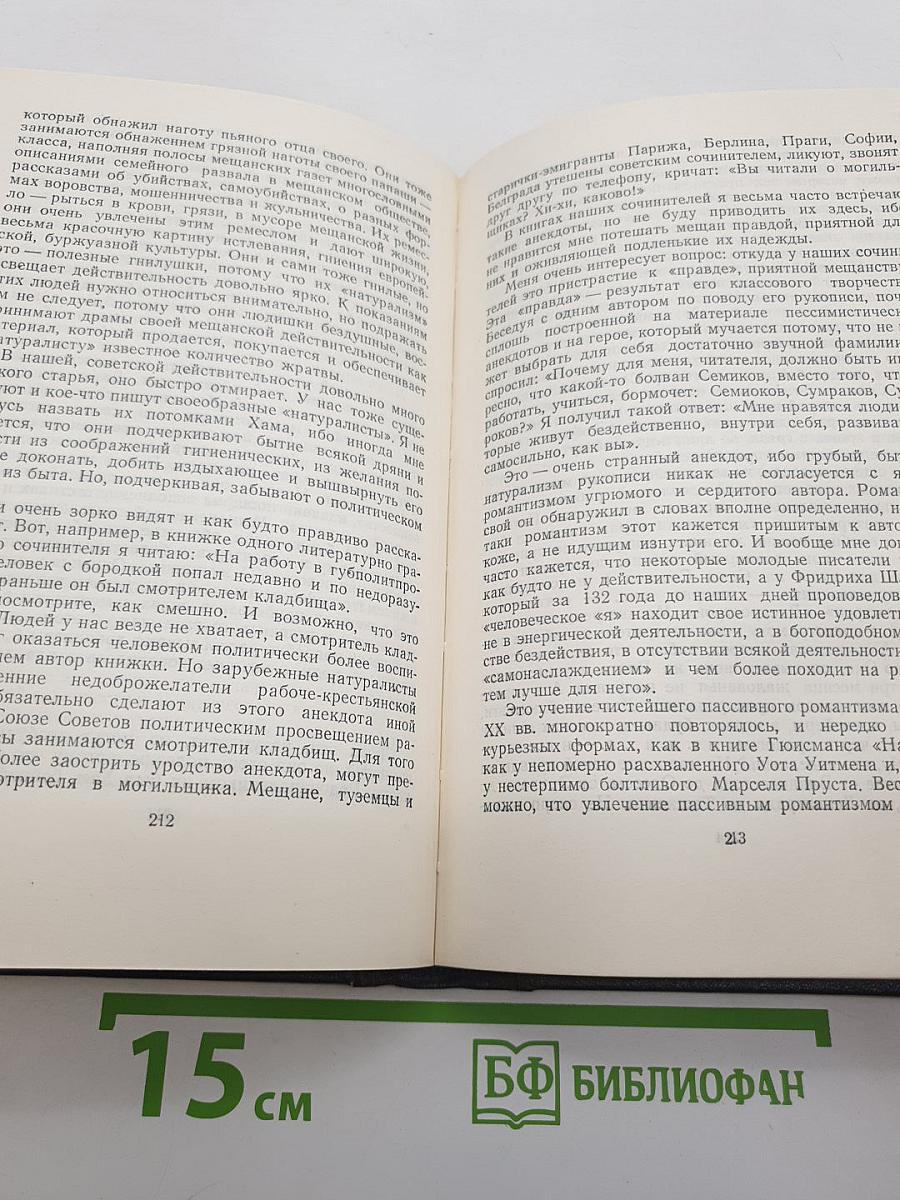 который обнажил наготу пьяного отца своего. Они тоже
занимаются обнажением грязной наготы своего папаши —
класса, наполняя полосы мещанских газет многословными
описаниями семейного развала в мещанском обществе,
рассказами об убийствах, самоубийствах, о разных фор-
мах воровства, мошенничества и жульничества. Их ремес-
ло — рыться в крови, грязи, в мусоре мещанской жизни,
они очень увлечены этим ремеслом и дают широкую,
весьма красочную картину истлевания, гниения европей-
ской, буржуазной культуры. Они и сами тоже гнилые, но
это — полезные гнилушки, потому что их «натурализм»
свещает действительность довольно ярко. К показаниям
тих людей нужно относиться внимательно, но подражать
м не следует, потому что они людишки бездушные, вос-
ринимают драмы своей мещанской действительности как
териал, который продается, покупается и обеспечивает
атуралисту» известное количество жратвы.
В нашей, советской действительности довольно много
кого старья, оно быстро отмирает. У нас тоже суще-
уют и кое-что пишут своеобразные «натуралисты». Я не
усь назвать их потомками Хама, ибо иногда мне
ется, что они подчеркивают бытие всякой дряни и
сти из соображений гигиенических, из желания по-
е доконать, добить издыхающее и вышвырнуть его
из быта. Но, подчеркивая, забывают о политическом
и очень зорко видят и как будто правдиво расска-
т. Вот, например, в книжке одного литературно гра-
о сочинителя я читаю: «На работу в губполитпро-
человек с бородкой попал недавно и по недоразу-
раньше он был смотрителем кладбища».
посмотрите, как смешно. И возможно, что это
Людей у нас везде не хватает, а смотритель клад-
г оказаться человеком политически более воспи-
чем автор книжки. Но зарубежные натуралисты
енние недоброжелатели рабоче-крестьянской
бязательно сделают из этого анекдота иной
Союзе Советов политическим просвещением ра-
сы занимаются смотрители кладбищ. Для того
более заострить уродство анекдота, могут пре-
отрителя в могильщика. Мещане, туземцы и
212
старички-эмигранты Парижа, Берлина, Праги, Софии,
Белграда утешены советским сочинителем, ликуют, звонят
друг другу по телефону, кричат: «Вы читали о могиль-
щиках? Хи-хи, каково!»
В книгах наших сочинителей я весьма часто встречаю
такие анекдоты, но не буду приводить их здесь, ибо
не нравится мне потешать мещан правдой, приятной для
них и оживляющей подленькие их надежды.
Меня очень интересует вопрос: откуда у наших сочини
телей это пристрастие к «правде», приятной мещанству
Эта «правда» — результат его классового творчеств
Беседуя с одним автором по поводу его рукописи, поч
сплошь построенной на материале пессимистическ
анекдотов и на герое, который мучается потому, что не м
жет выбрать для себя достаточно звучной фамилии
спросил: «Почему для меня, читателя, должно быть ин
ресно, что какой-то болван Семиков, вместо того, чт
работать, учиться, бормочет: Семиоков, Сумраков, Су
роков?» Я получил такой ответ: «Мне нравятся люди
торые живут бездейственно, внутри себя, развива
самосильно, как вы».
Это — очень странный анекдот, ибо грубый, быт
натурализм рукописи никак не согласуется с я
романтизмом угрюмого и сердитого автора. Рома
свой он обнаружил в словах вполне определенно, н
таки романтизм этот кажется пришитым к авто
коже, а не идущим изнутри его. И вообще мне дов
часто кажется, что некоторые молодые писатели
как будто не у действительности, а у Фридриха Ш
который за 132 года до наших дней проповедов
«человеческое «я» находит свое истинное удовлет
не в энергической деятельности, а в богоподобном
стве бездействия, в отсутствии всякой деятельности
«самонаслаждением» и чем более походит на р
тем лучше для него».
Это учение чистейшего пассивного романтизма
XX вв. многократно повторялось, и нередко
курьезных формах, как в книге Гюисманса «На
как у непомерно расхваленного Уота Уитмена и,
у нестерпимо болтливого Марселя Пруста. Вес
можно, что увлечение пассивным романтизмом
213
15 см
БФ БИБЛИОФАН